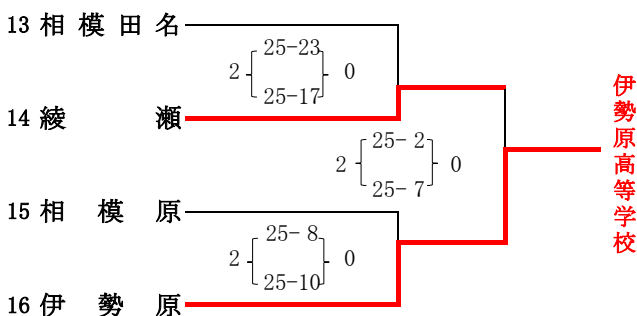 13 相模田名
25-23
2 0
25-17
14 綾瀬
25- 2
2 0
25- 7
15 相模原
25- 8
2 0
25-10
16 伊勢原
伊勢原高等学校